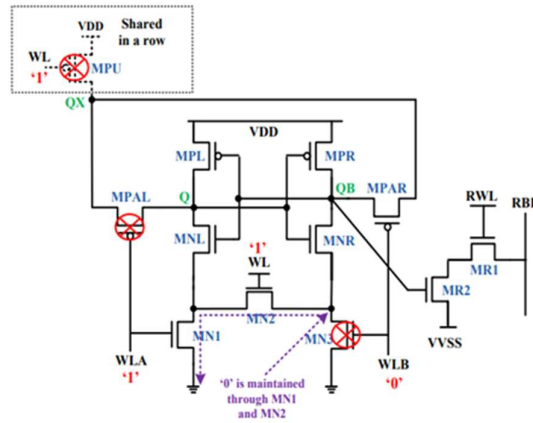 Shared
in a row
VDD
WL
'1'
MPU
QX
VDD
MPL
MPR
Q
QB
MPAL
MPAR
MNL
MNR
RWL
RBI
'1'
WL
MR1
MR2
MN2
MN1
MN3
VVSS
WLA
'1'
WLB
'0'
'0' is maintained
through MN1
and MN2